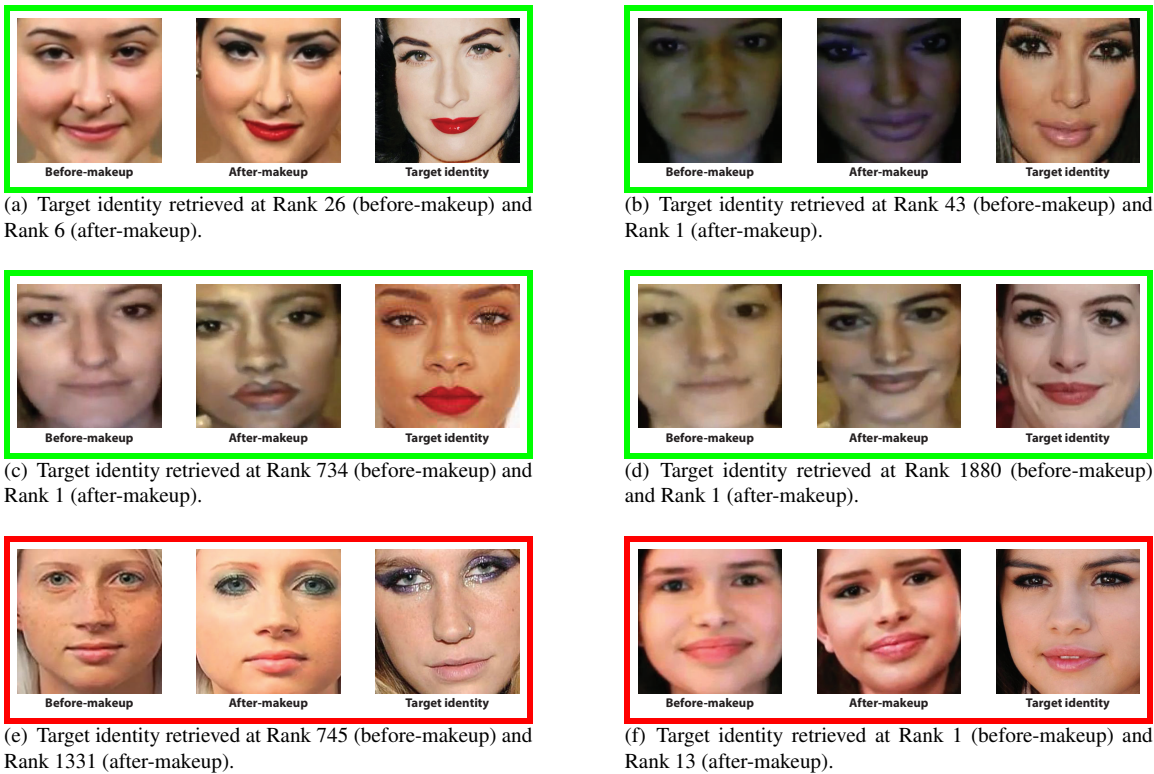 Before-makeup After-makeup Target identity
(a) Target identity retrieved at Rank 26 (before-makeup) and
Rank 6 (after-makeup).
Before-makeup After-makeup Target identity
(b) Target identity retrieved at Rank 43 (before-makeup) and
Rank 1 (after-makeup).
Before-makeup After-makeup Target identity
(c) Target identity retrieved at Rank 734 (before-makeup) and
Rank 1 (after-makeup).
Before-makeup After-makeup Target identity
(d) Target identity retrieved at Rank 1880 (before-makeup)
and Rank 1 (after-makeup).
Before-makeup After-makeup Target identity
(e) Target identity retrieved at Rank 745 (before-makeup) and
Rank 1331 (after-makeup).
Before-makeup After-makeup Target identity
(f) Target identity retrieved at Rank 1 (before-makeup) and
Rank 13 (after-makeup).